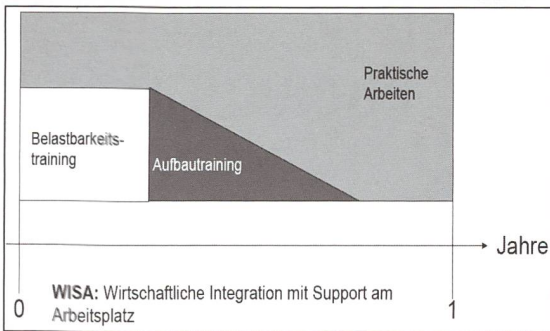 Praktische
Arbeiten
Belastbarkeits-
training
Aufbautraining
Jahre
WISA: Wirtschaftliche Integration mit Support am
Arbeitsplatz
0
1